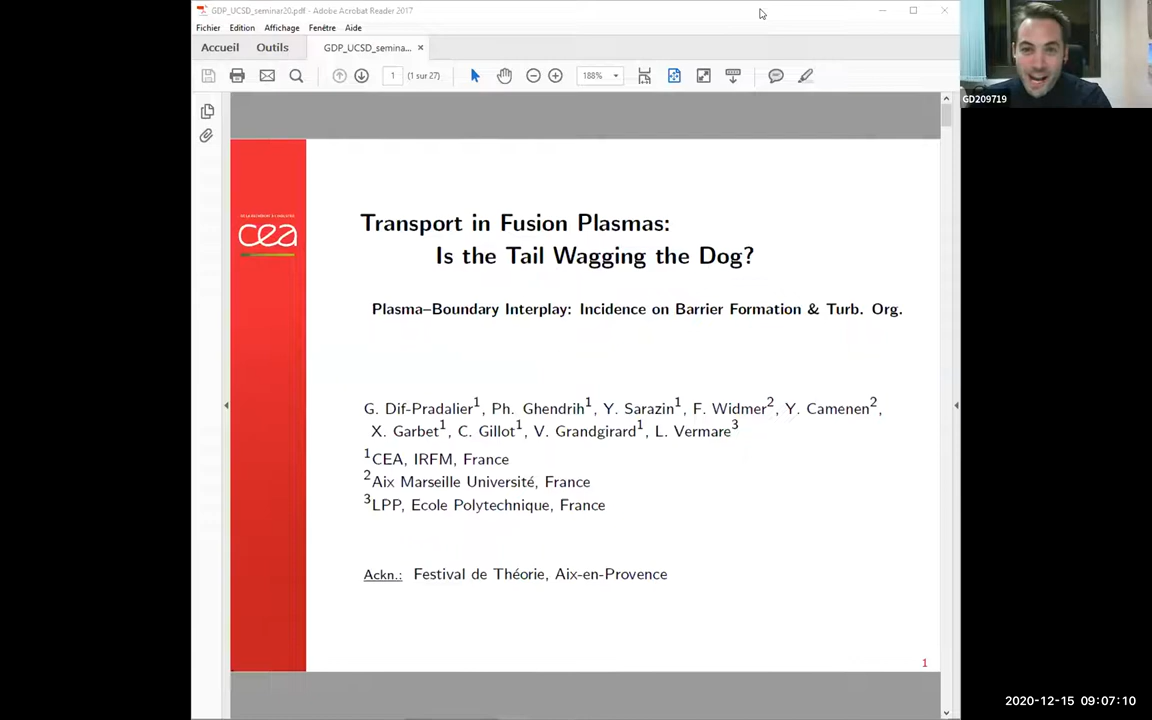 GDP_UCSD_seminar20.pdf - Adobe Acrobat Reader 2017
Fichier Edition Affichage Fenêtre Aide
Accueil Outils GDP_UCSD_semina... ×
1 (1 sur 27) 188%
GD209719
cea
Transport in Fusion Plasmas:
Is the Tail Wagging the Dog?
Plasma–Boundary Interplay: Incidence on Barrier Formation & Turb. Org.
G. Dif-Pradalier1, Ph. Ghendrih1, Y. Sarazin1, F. Widmer2, Y. Camenen2,
X. Garbet1, C. Gillot1, V. Grandgirard1, L. Vermare3
1CEA, IRFM, France
2Aix Marseille Université, France
3LPP, Ecole Polytechnique, France
Ackn.: Festival de Théorie, Aix-en-Provence
1
2020-12-15 09:07:10